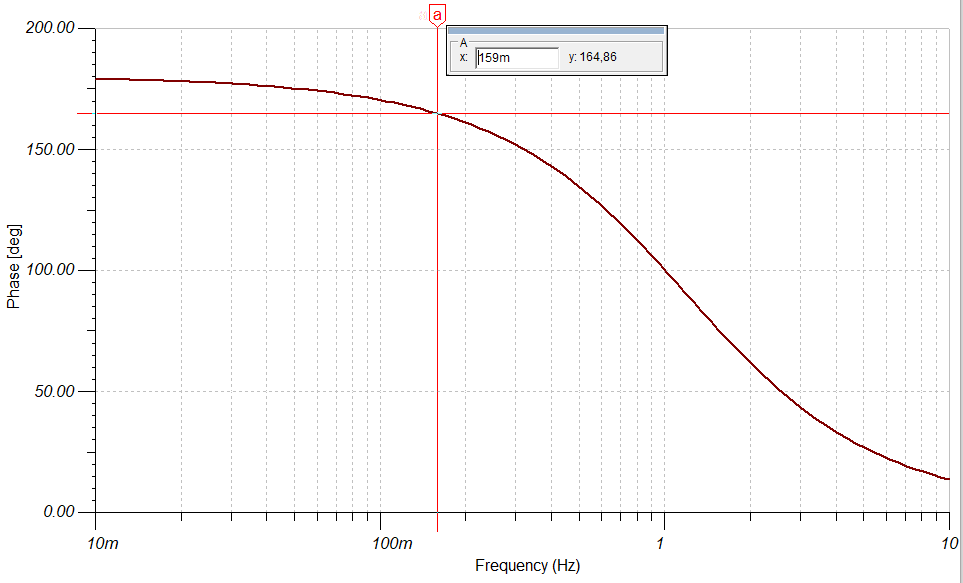 a
A
x: 159m y: 164,86
200.00
150.00
100.00
50.00
0.00
Phase [deg]
10m 100m 1 10
Frequency (Hz)